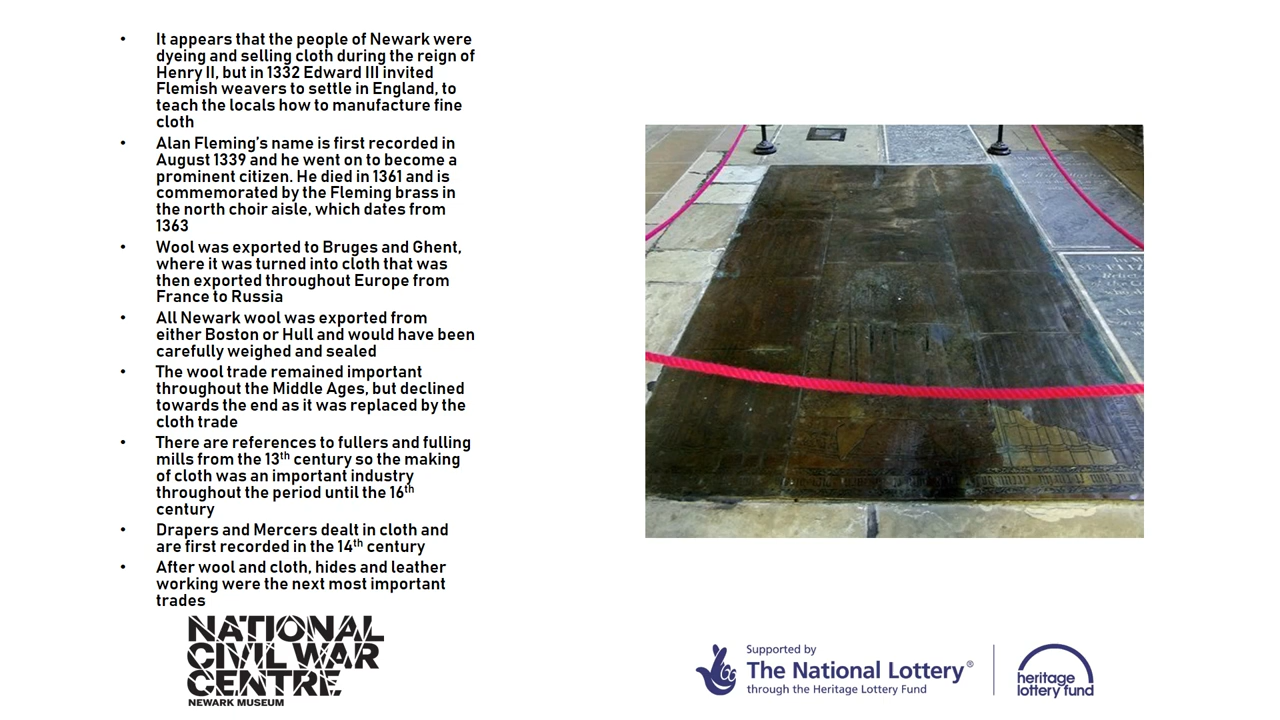 • It appears that the people of Newark were
dyeing and selling cloth during the reign of
Henry II, but in 1332 Edward III invited
Flemish weavers to settle in England, to
teach the locals how to manufacture fine
cloth
• Alan Fleming's name is first recorded in
August 1339 and he went on to become a
prominent citizen. He died in 1361 and is
commemorated by the Fleming brass in
the north choir aisle, which dates from
1363
• Wool was exported to Bruges and Ghent,
where it was turned into cloth that was
then exported throughout Europe from
France to Russia
• All Newark wool was exported from
either Boston or Hull and would have been
carefully weighed and sealed
• The wool trade remained important
throughout the Middle Ages, but declined
towards the end as it was replaced by the
cloth trade
• There are references to fullers and fulling
mills from the 13th century so the making
of cloth was an important industry
throughout the period until the 16th
century
• Drapers and Mercers dealt in cloth and
are first recorded in the 14th century
• After wool and cloth, hides and leather
working were the next most important
trades
NATIONAL
CIVIL WAR
CENTRE
NEWARK MUSEUM
Supported by
The National Lottery®
through the Heritage Lottery Fund
heritage
lottery fund